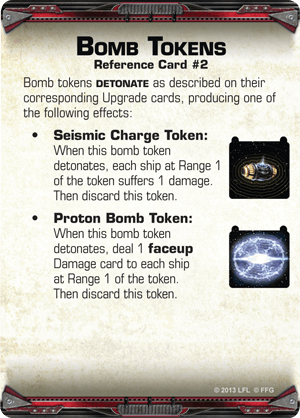 BOMB TOKENS
Reference Card #2
Bomb tokens DETONATE as described on their
corresponding Upgrade cards, producing one of
the following effects:
• Seismic Charge Token:
When this bomb token
detonates, each ship at Range 1
of the token suffers 1 damage.
Then discard this token.
• Proton Bomb Token:
When this bomb token
detonates, deal 1 faceup
Damage card to each ship
at Range 1 of the token.
Then discard this token.
© 2013 LFL © FFG